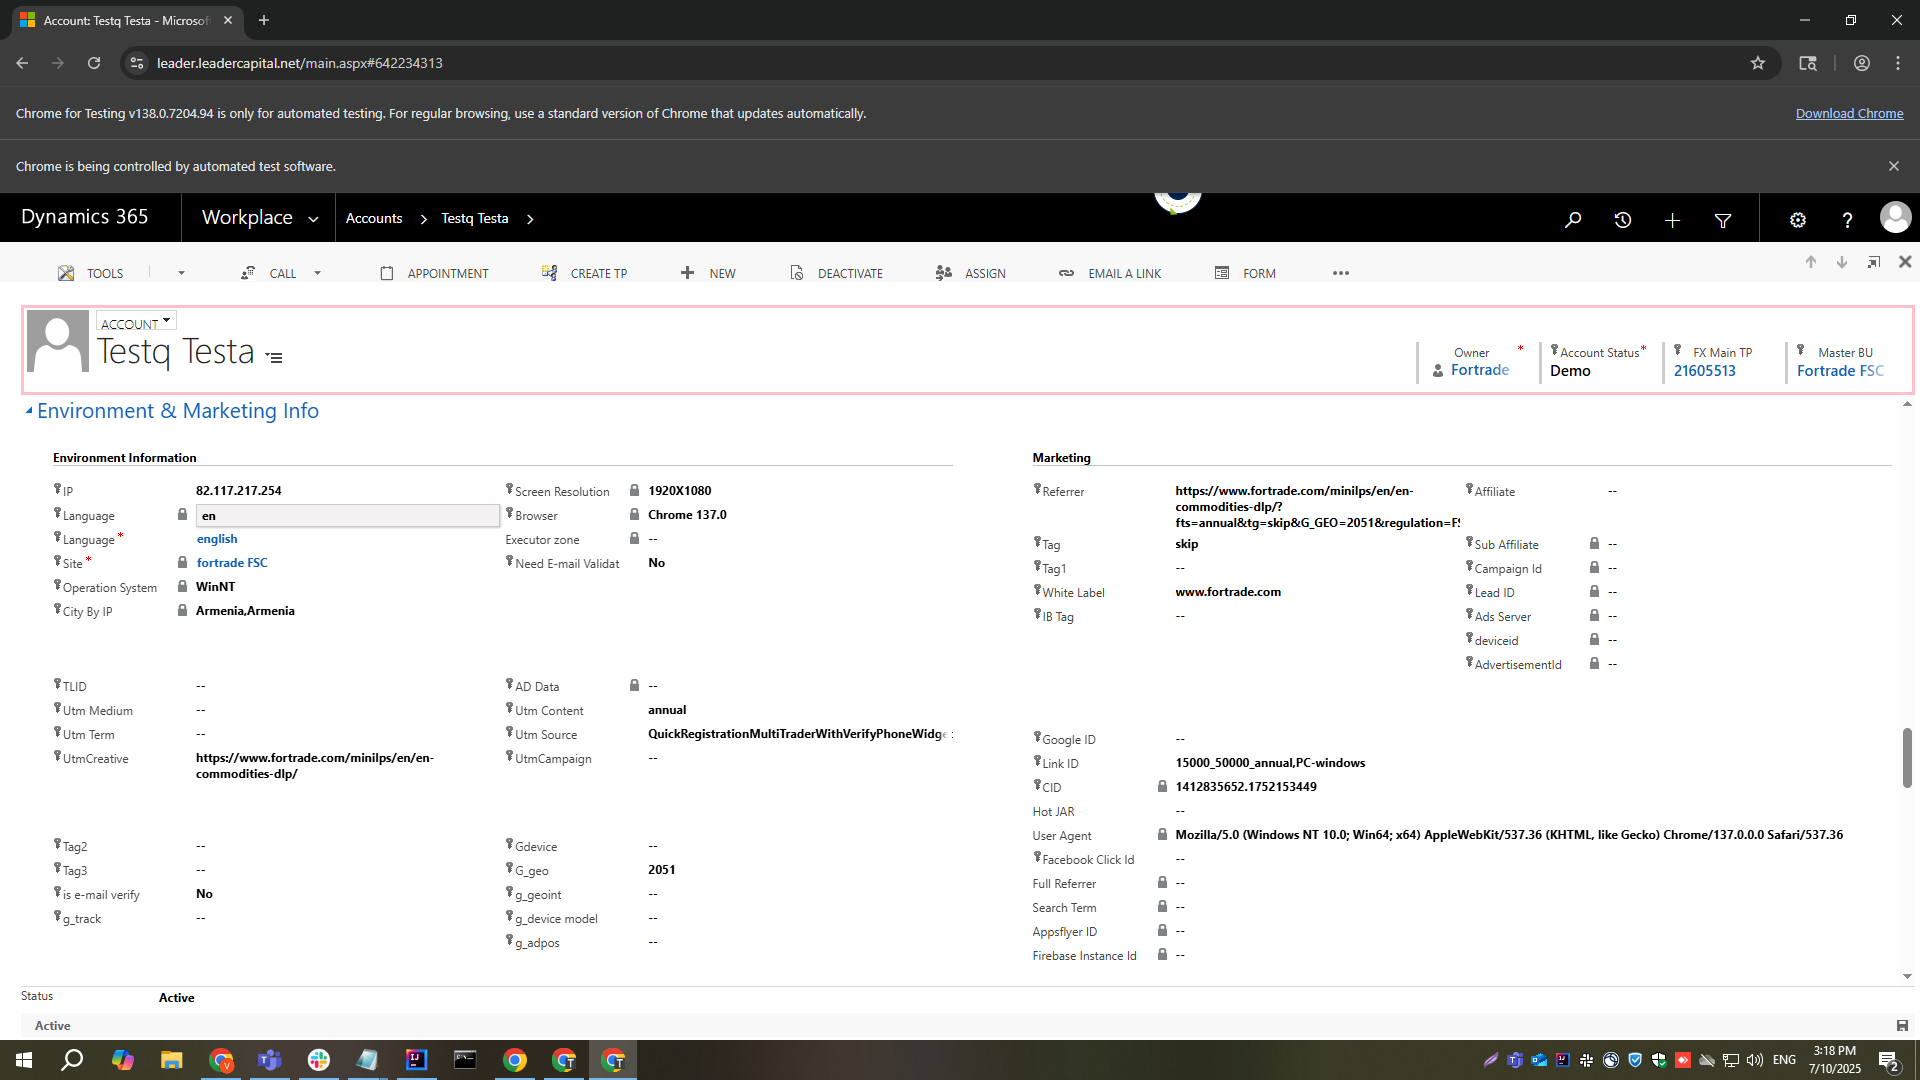 Account: Testq Testa - Microsof
leader.leadercapital.net/main.aspx#642234313
Chrome for Testing v138.0.7204.94 is only for automated testing. For regular browsing, use a standard version of Chrome that updates automatically.
Download Chrome
Chrome is being controlled by automated test software.
Dynamics 365
Workplace
Accounts
Testq Testa
TOOLS
CALL
APPOINTMENT
CREATE TP
NEW
DEACTIVATE
ASSIGN
EMAIL A LINK
FORM
ACCOUNT
Testq Testa
Owner *
Fortrade
Account Status *
Demo
FX Main TP
21605513
Master BU
Fortrade FSC
Environment & Marketing Info
Environment Information
IP 82.117.217.254
Language en
Language * english
Site * fortrade FSC
Operation System WinNT
City By IP Armenia,Armenia
Screen Resolution 1920X1080
Browser Chrome 137.0
Executor zone --
Need E-mail Validat No
TLID --
Utm Medium --
Utm Term --
UtmCreative https://www.fortrade.com/minilps/en/en-
commodities-dlp/
AD Data --
Utm Content annual
Utm Source QuickRegistrationMultiTraderWithVerifyPhoneWidge
UtmCampaign --
Tag2 --
Tag3 --
is e-mail verify No
g_track --
Gdevice --
G_geo 2051
g_geoint --
g_device model --
g_adpos --
Marketing
Referrer https://www.fortrade.com/minilps/en/en-
commodities-dlp/?
fts=annual&tg=skip&G_GEO=2051&regulation=FS
Tag skip
Tag1 --
White Label www.fortrade.com
IB Tag --
Affiliate --
Sub Affiliate --
Campaign Id --
Lead ID --
Ads Server --
deviceid --
AdvertisementId --
Google ID --
Link ID 15000_50000_annual,PC-windows
CID 1412835652.1752153449
Hot JAR --
User Agent Mozilla/5.0 (Windows NT 10.0; Win64; x64) AppleWebKit/537.36 (KHTML, like Gecko) Chrome/137.0.0.0 Safari/537.36
Facebook Click Id --
Full Referrer --
Search Term --
Appsflyer ID --
Firebase Instance Id --
Status Active
Active
ENG
3:18 PM
7/10/2025
2